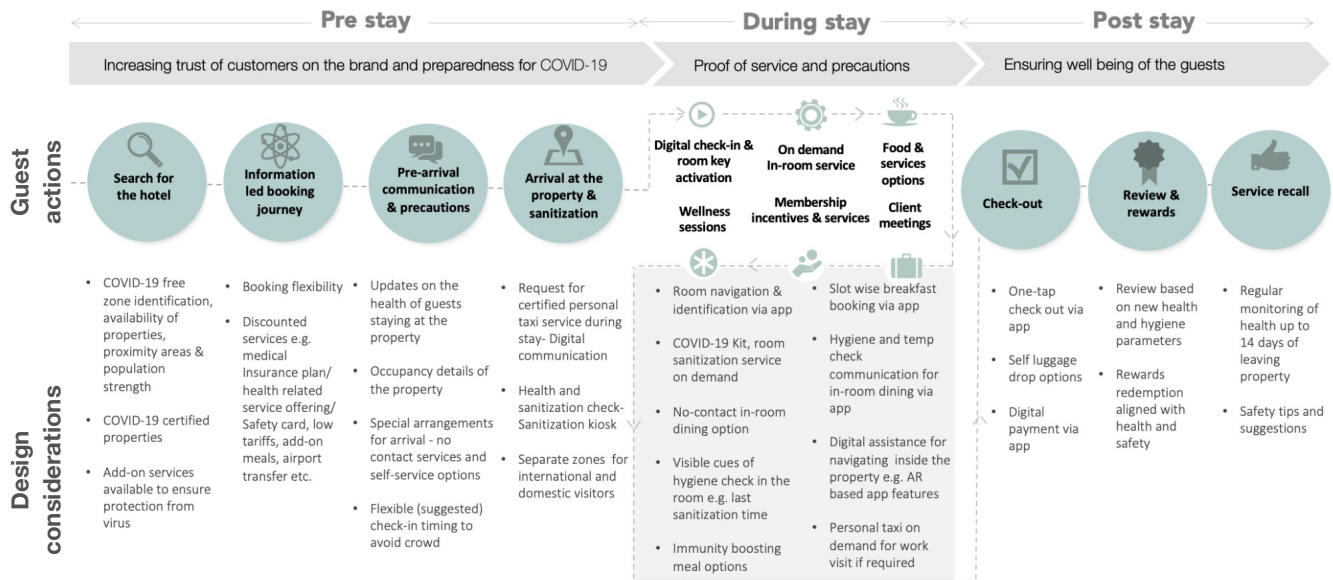 Pre stay
During stay
Post stay
Increasing trust of customers on the brand and preparedness for COVID-19
Proof of service and precautions
Ensuring well being of the guests
Guest
actions
Search for
the hotel
Information
led booking
journey
Pre-arrival
communication
& precautions
Arrival at the
property &
sanitization
Digital check-in &
room key
activation
On demand
In-room service
Food &
services
options
Wellness
sessions
Membership
incentives & services
Client
meetings
Check-out
Review &
rewards
Service recall
Design
considerations
• COVID-19 free
zone identification,
availability of
properties,
proximity areas &
population
strength
• COVID-19 certified
properties
• Add-on services
available to ensure
protection from
virus
• Booking flexibility
• Discounted
services e.g.
medical
Insurance plan/
health related
service offering/
Safety card, low
tariffs, add-on
meals, airport
transfer etc.
• Updates on the
health of guests
staying at the
property
• Occupancy details of
the property
• Special arrangements
for arrival - no
contact services and
self-service options
• Flexible (suggested)
check-in timing to
avoid crowd
• Request for
certified personal
taxi service during
stay- Digital
communication
• Health and
sanitization check-
Sanitization kiosk
• Separate zones for
international and
domestic visitors
• Room navigation &
identification via app
• COVID-19 Kit, room
sanitization service
on demand
• No-contact in-room
dining option
• Visible cues of
hygiene check in the
room e.g. last
sanitization time
• Immunity boosting
meal options
• Slot wise breakfast
booking via app
• Hygiene and temp
check
communication for
in-room dining via
app
• Digital assistance for
navigating inside the
property e.g. AR
based app features
• Personal taxi on
demand for work
visit if required
• One-tap
check out via
app
• Self luggage
drop options
• Digital
payment via
app
• Review based
on new health
and hygiene
parameters
• Rewards
redemption
aligned with
health and
safety
• Regular
monitoring of
health up to
14 days of
leaving
property
• Safety tips and
suggestions